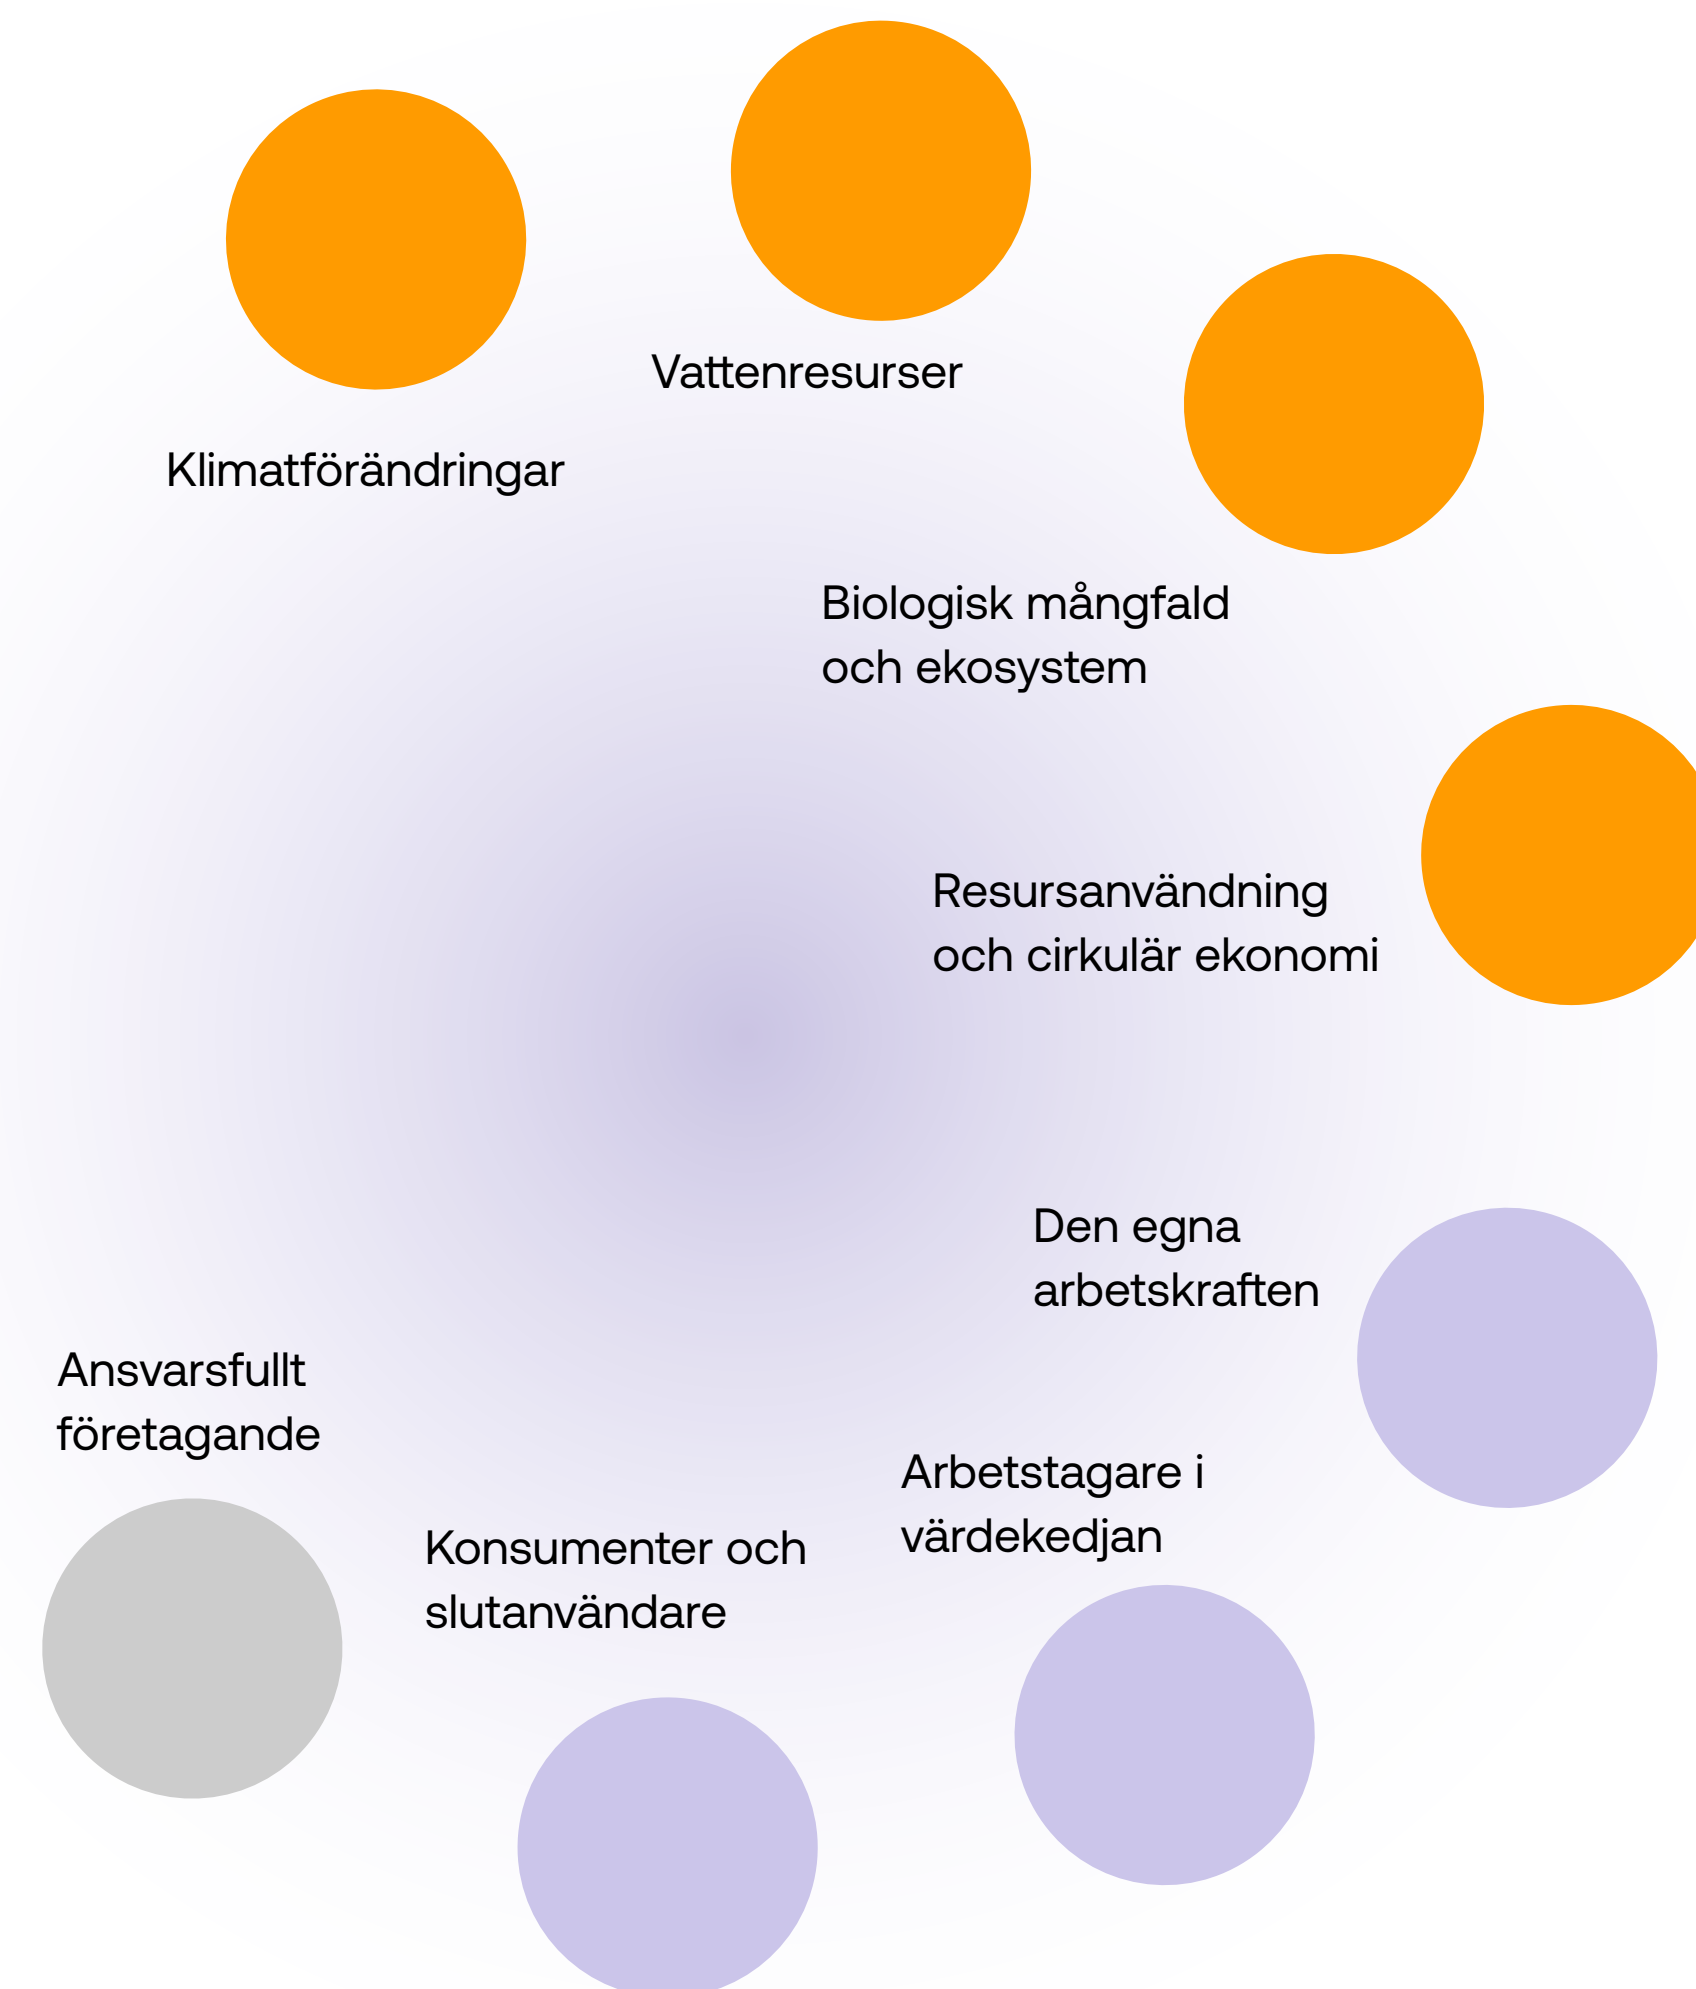 Vattenresurser
Klimatförändringar
Biologisk mångfald
och ekosystem
Resursanvändning
och cirkulär ekonomi
Den egna
arbetskraften
Arbetstagare i
värdekedjan
Konsumenter och
slutanvändare
Ansvarsfullt
företagande